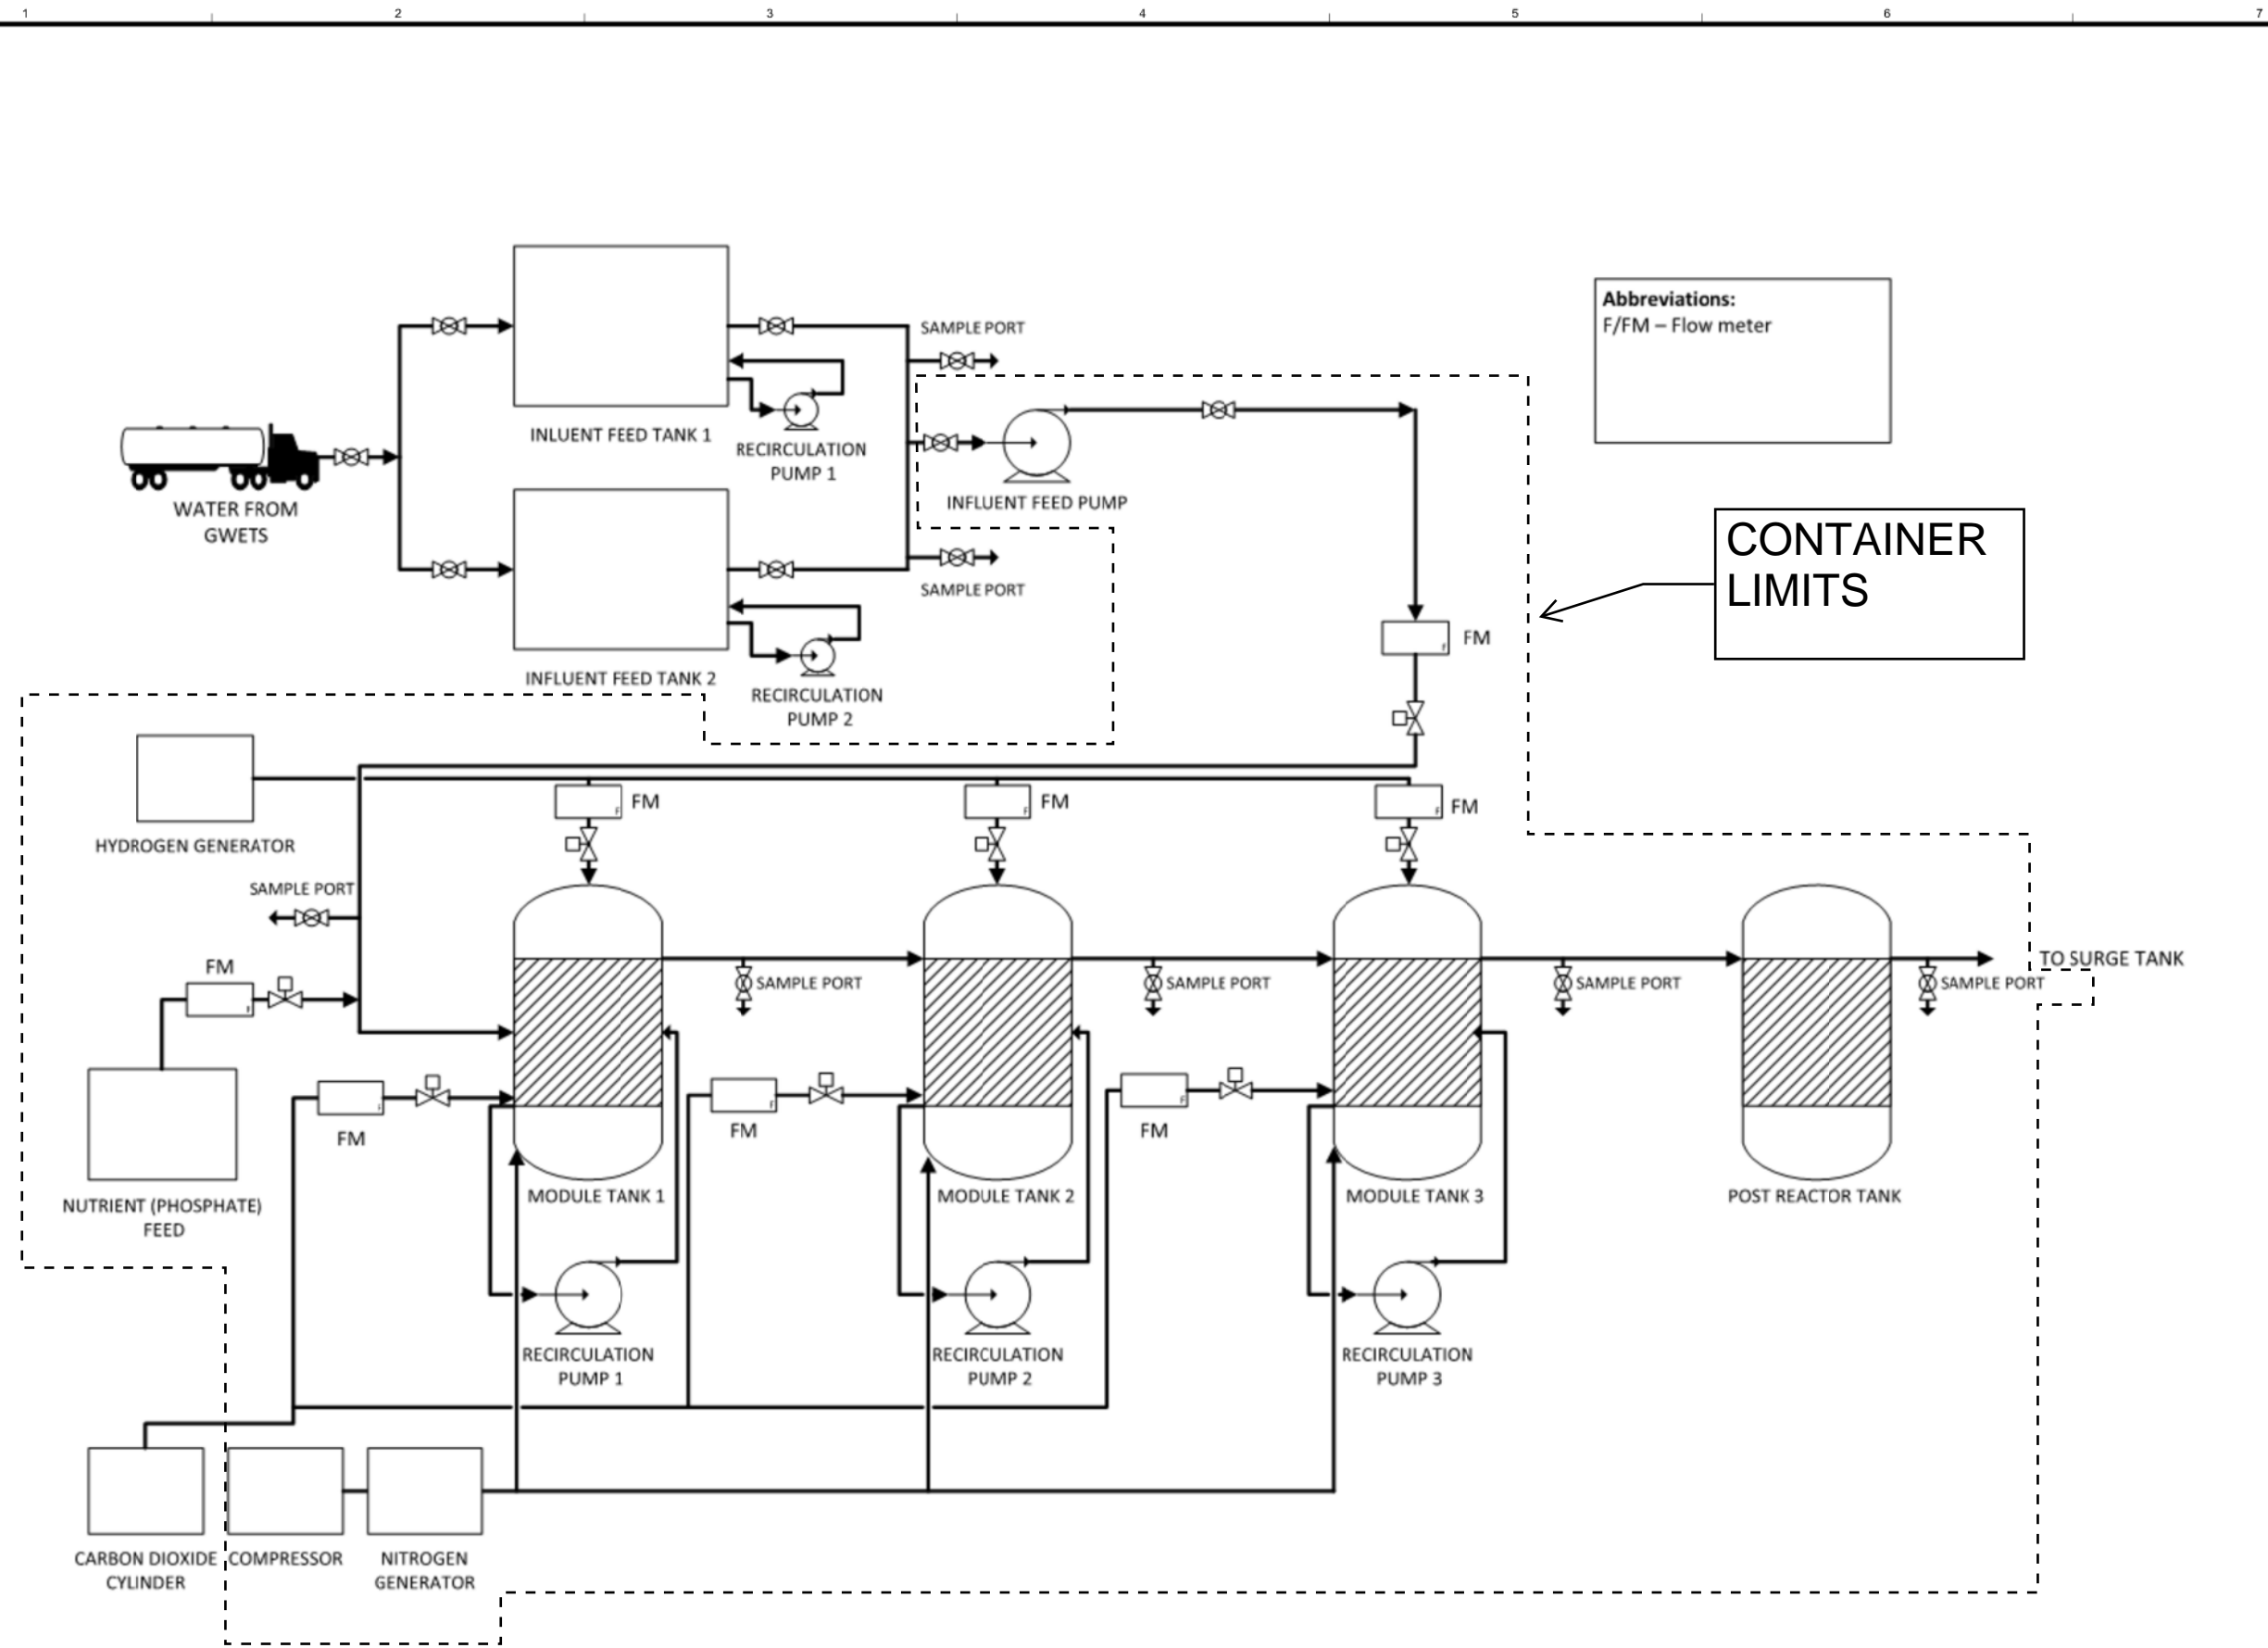 1 2 3 4 5 6 7
Abbreviations:
F/FM – Flow meter
SAMPLE PORT
INLUENT FEED TANK 1
RECIRCULATION
PUMP 1
WATER FROM
GWETS
INFLUENT FEED PUMP
CONTAINER
LIMITS
SAMPLE PORT
F
FM
INFLUENT FEED TANK 2
RECIRCULATION
PUMP 2
F
FM
F
FM
F
FM
HYDROGEN GENERATOR
SAMPLE PORT
TO SURGE TANK
FM
F
SAMPLE PORT
SAMPLE PORT
SAMPLE PORT
SAMPLE PORT
F
FM
F
FM
F
FM
NUTRIENT (PHOSPHATE)
FEED
MODULE TANK 1
MODULE TANK 2
MODULE TANK 3
POST REACTOR TANK
RECIRCULATION
PUMP 1
RECIRCULATION
PUMP 2
RECIRCULATION
PUMP 3
CARBON DIOXIDE
CYLINDER
COMPRESSOR
NITROGEN
GENERATOR